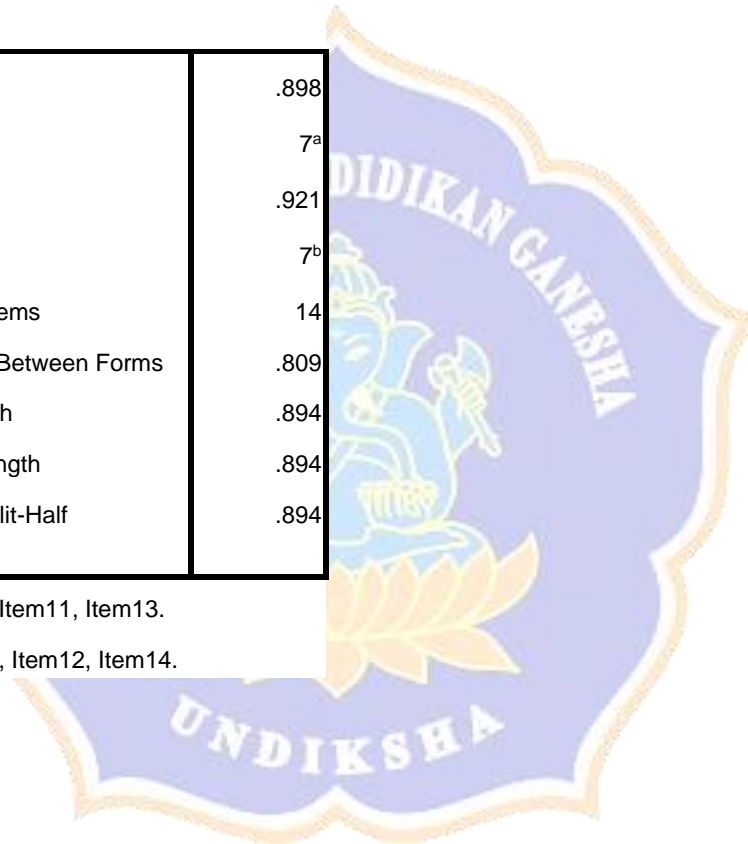 .898
7ᵃ
.921
7ᵇ
ems 14
Between Forms .809
h .894
ngth .894
lit-Half .894
Item11, Item13.
, Item12, Item14.
DIDIKAN GANESHA
UNDIKSHA